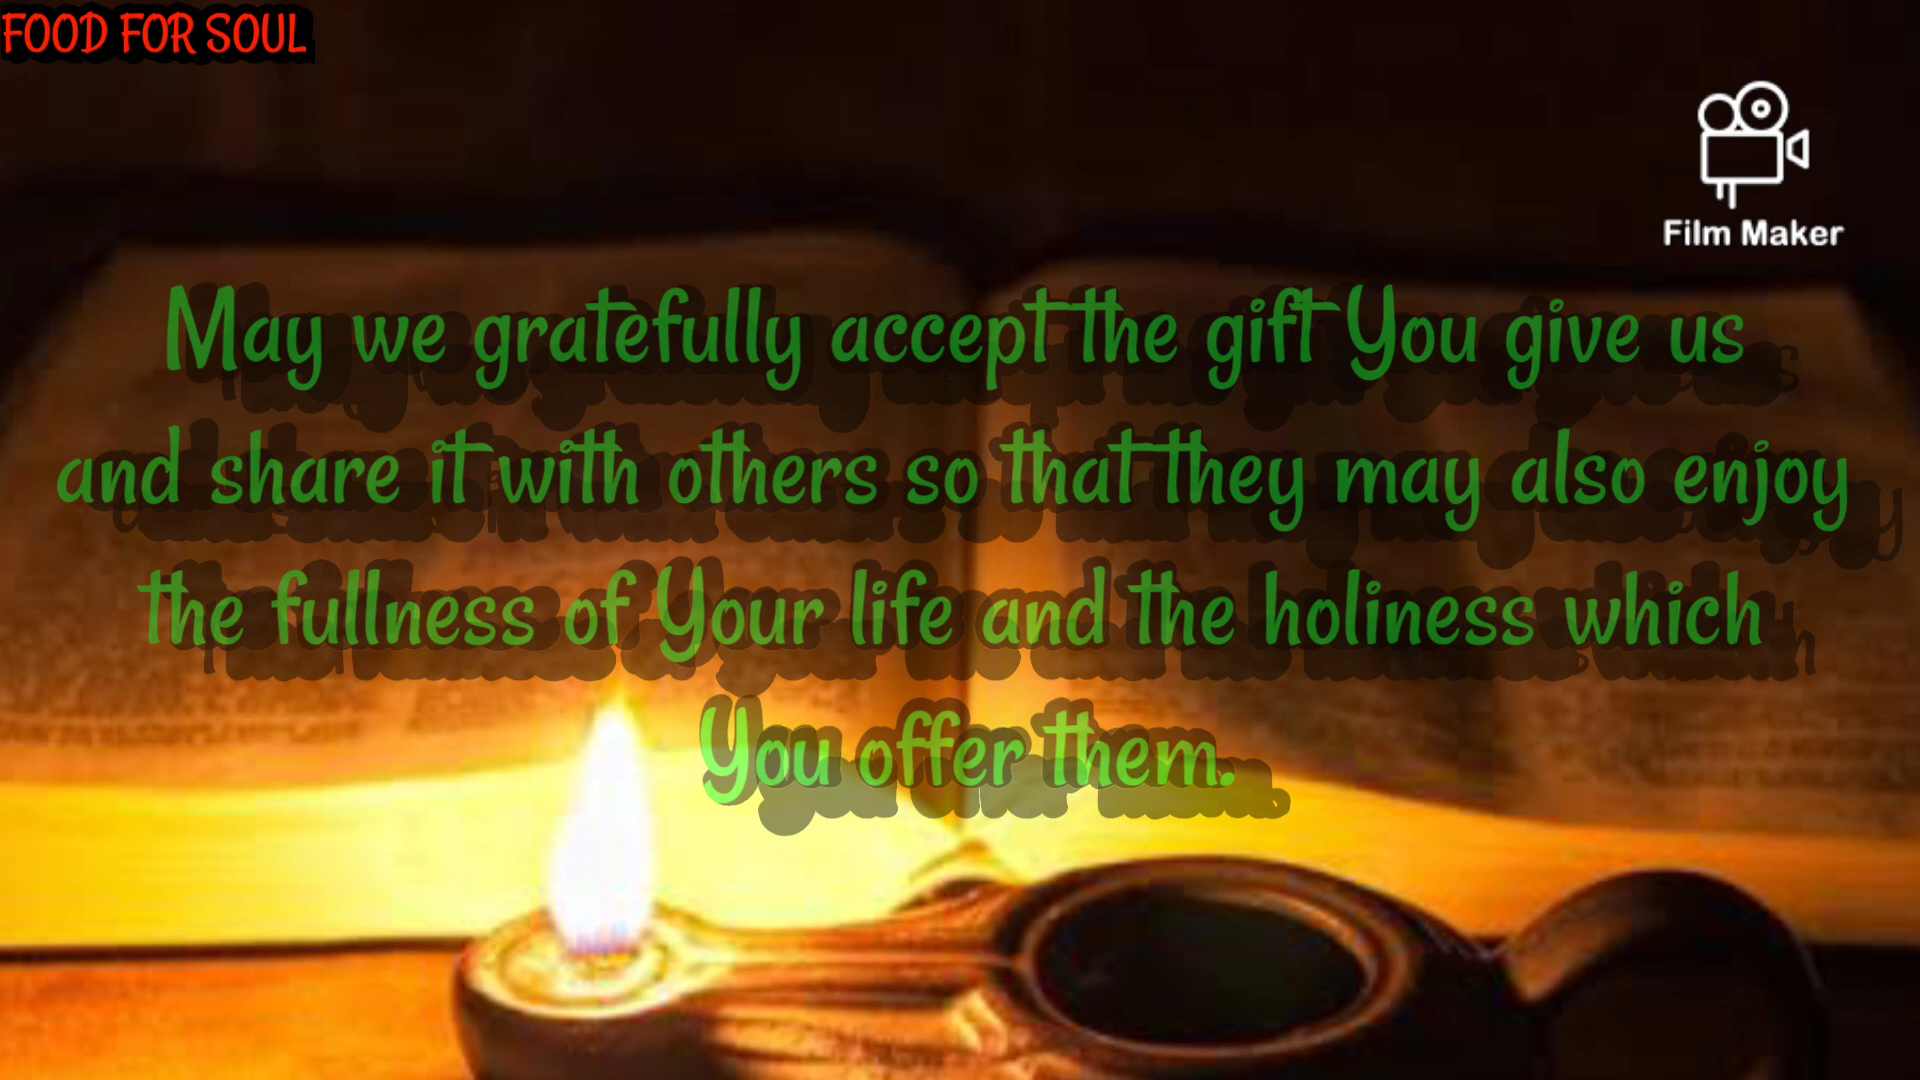 FOOD FOR SOUL
Film Maker
May we gratefully accept the gift You give us
and share it with others so that they may also enjoy
the fullness of Your life and the holiness which
You offer them.